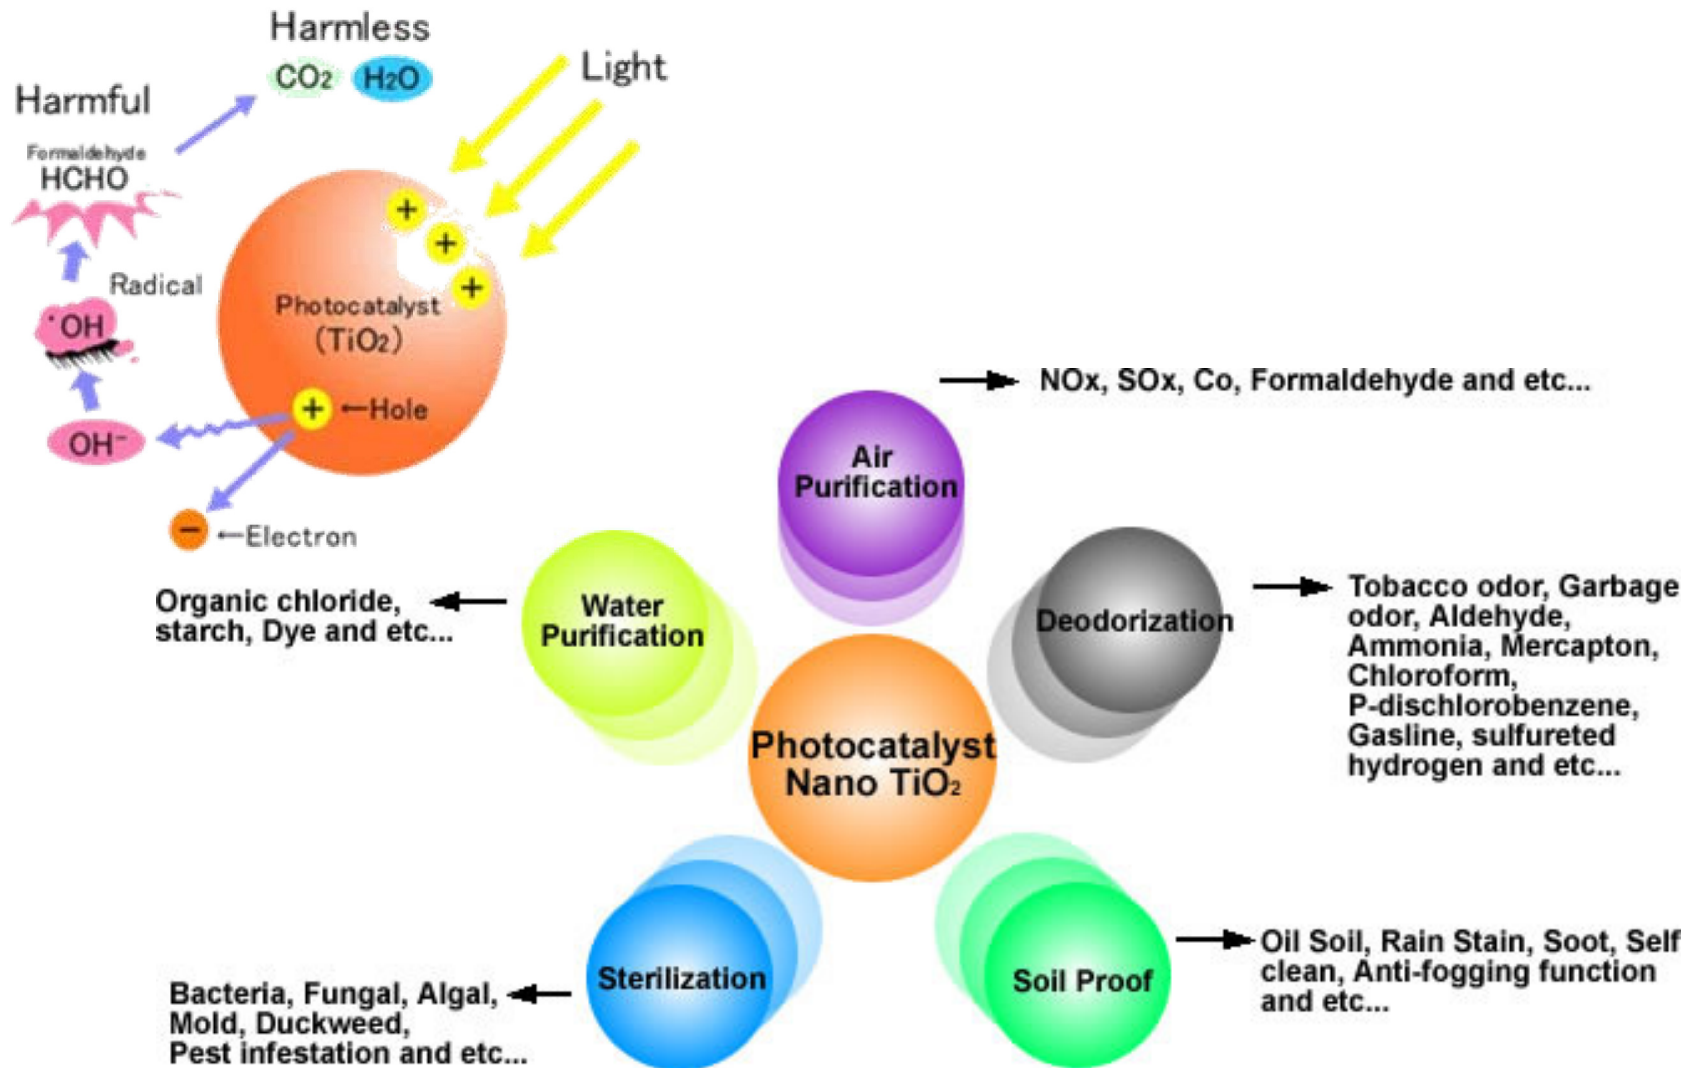 Harmless
CO2 H2O
Light
Harmful
Formaldehyde
HCHO
Radical
·OH
OH−
+
+
+
Photocatalyst
(TiO2)
+ ←Hole
− ←Electron
NOx, SOx, Co, Formaldehyde and etc...
Air
Purification
Water
Purification
Organic chloride,
starch, Dye and etc...
Deodorization
Tobacco odor, Garbage
odor, Aldehyde,
Ammonia, Mercapton,
Chloroform,
P-dischlorobenzene,
Gasline, sulfureted
hydrogen and etc...
Photocatalyst
Nano TiO2
Sterilization
Bacteria, Fungal, Algal,
Mold, Duckweed,
Pest infestation and etc...
Soil Proof
Oil Soil, Rain Stain, Soot, Self
clean, Anti-fogging function
and etc...